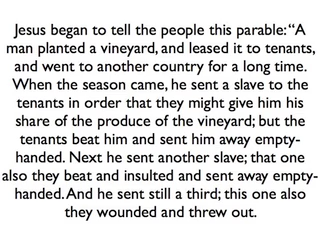 Jesus began to tell the people this parable: “A
man planted a vineyard, and leased it to tenants,
and went to another country for a long time.
When the season came, he sent a slave to the
tenants in order that they might give him his
share of the produce of the vineyard; but the
tenants beat him and sent him away empty-
handed. Next he sent another slave; that one
also they beat and insulted and sent away empty-
handed. And he sent still a third; this one also
they wounded and threw out.